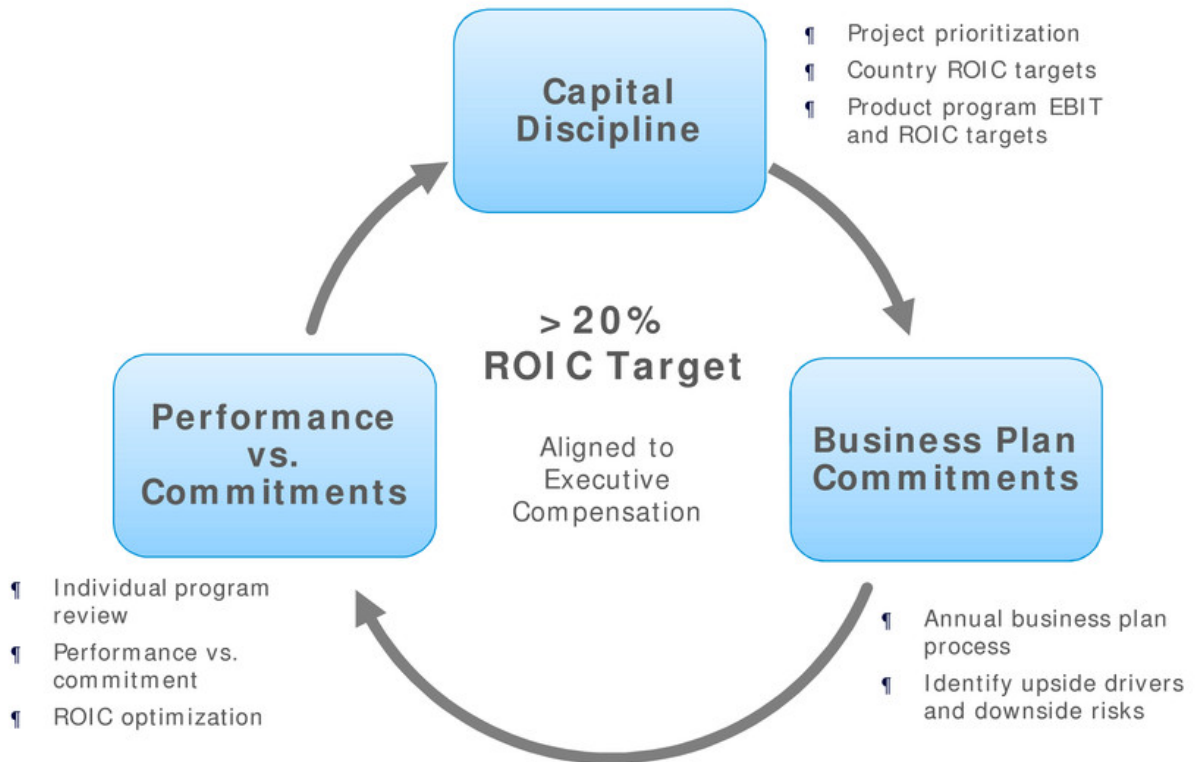 Capital
Discipline
¶ Project prioritization
¶ Country ROIC targets
¶ Product program EBIT
and ROIC targets
> 20%
ROIC Target
Aligned to
Executive
Compensation
Business Plan
Commitments
¶ Annual business plan
process
¶ Identify upside drivers
and downside risks
Performance
vs.
Commitments
¶ Individual program
review
¶ Performance vs.
commitment
¶ ROIC optimization